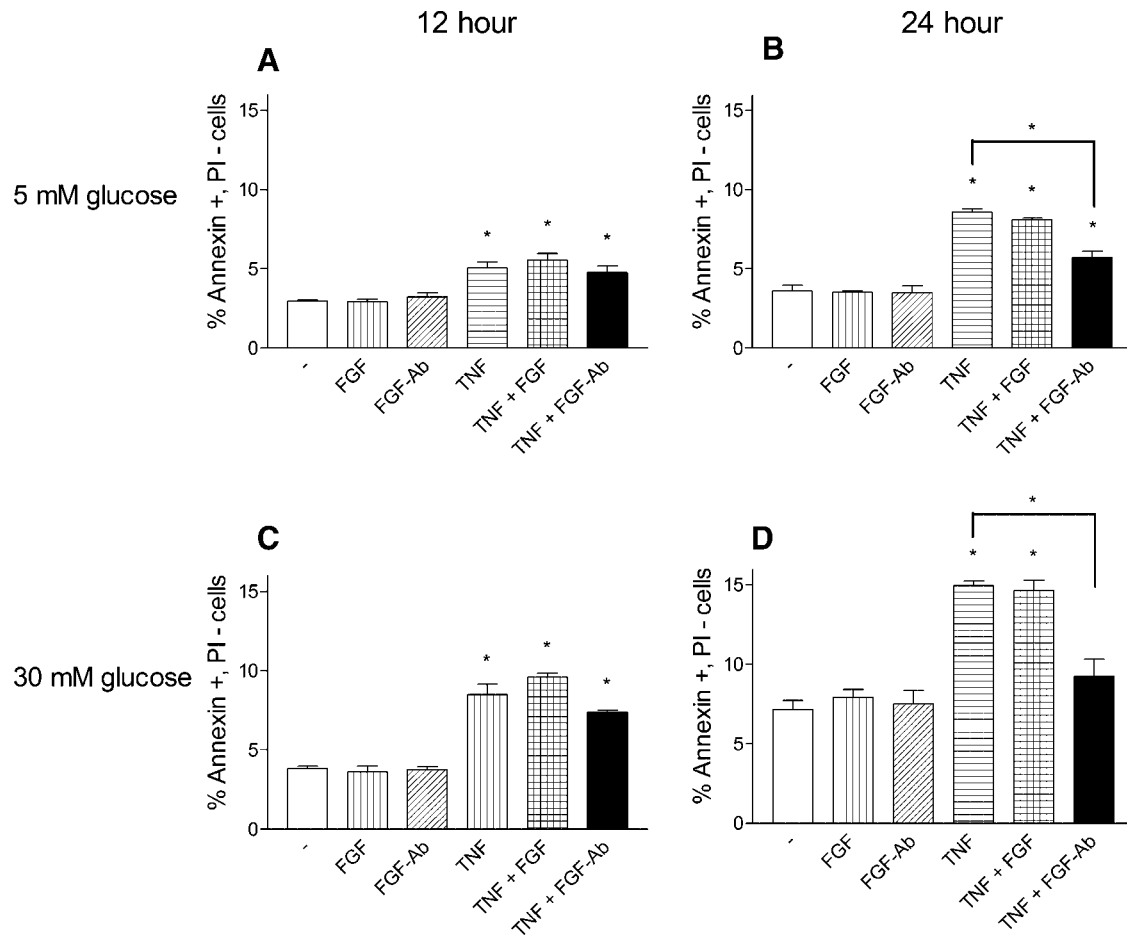 12 hour
24 hour
5 mM glucose
A
% Annexin +, PI - cells
15
10
5
0
*
*
*
-
FGF
FGF-Ab
TNF
TNF + FGF
TNF + FGF-Ab
B
% Annexin +, PI - cells
15
10
5
0
*
*
*
*
-
FGF
FGF-Ab
TNF
TNF + FGF
TNF + FGF-Ab
30 mM glucose
C
% Annexin +, PI - cells
15
10
5
0
*
*
*
-
FGF
FGF-Ab
TNF
TNF + FGF
TNF + FGF-Ab
D
% Annexin +, PI - cells
15
10
5
0
*
*
*
-
FGF
FGF-Ab
TNF
TNF + FGF
TNF + FGF-Ab